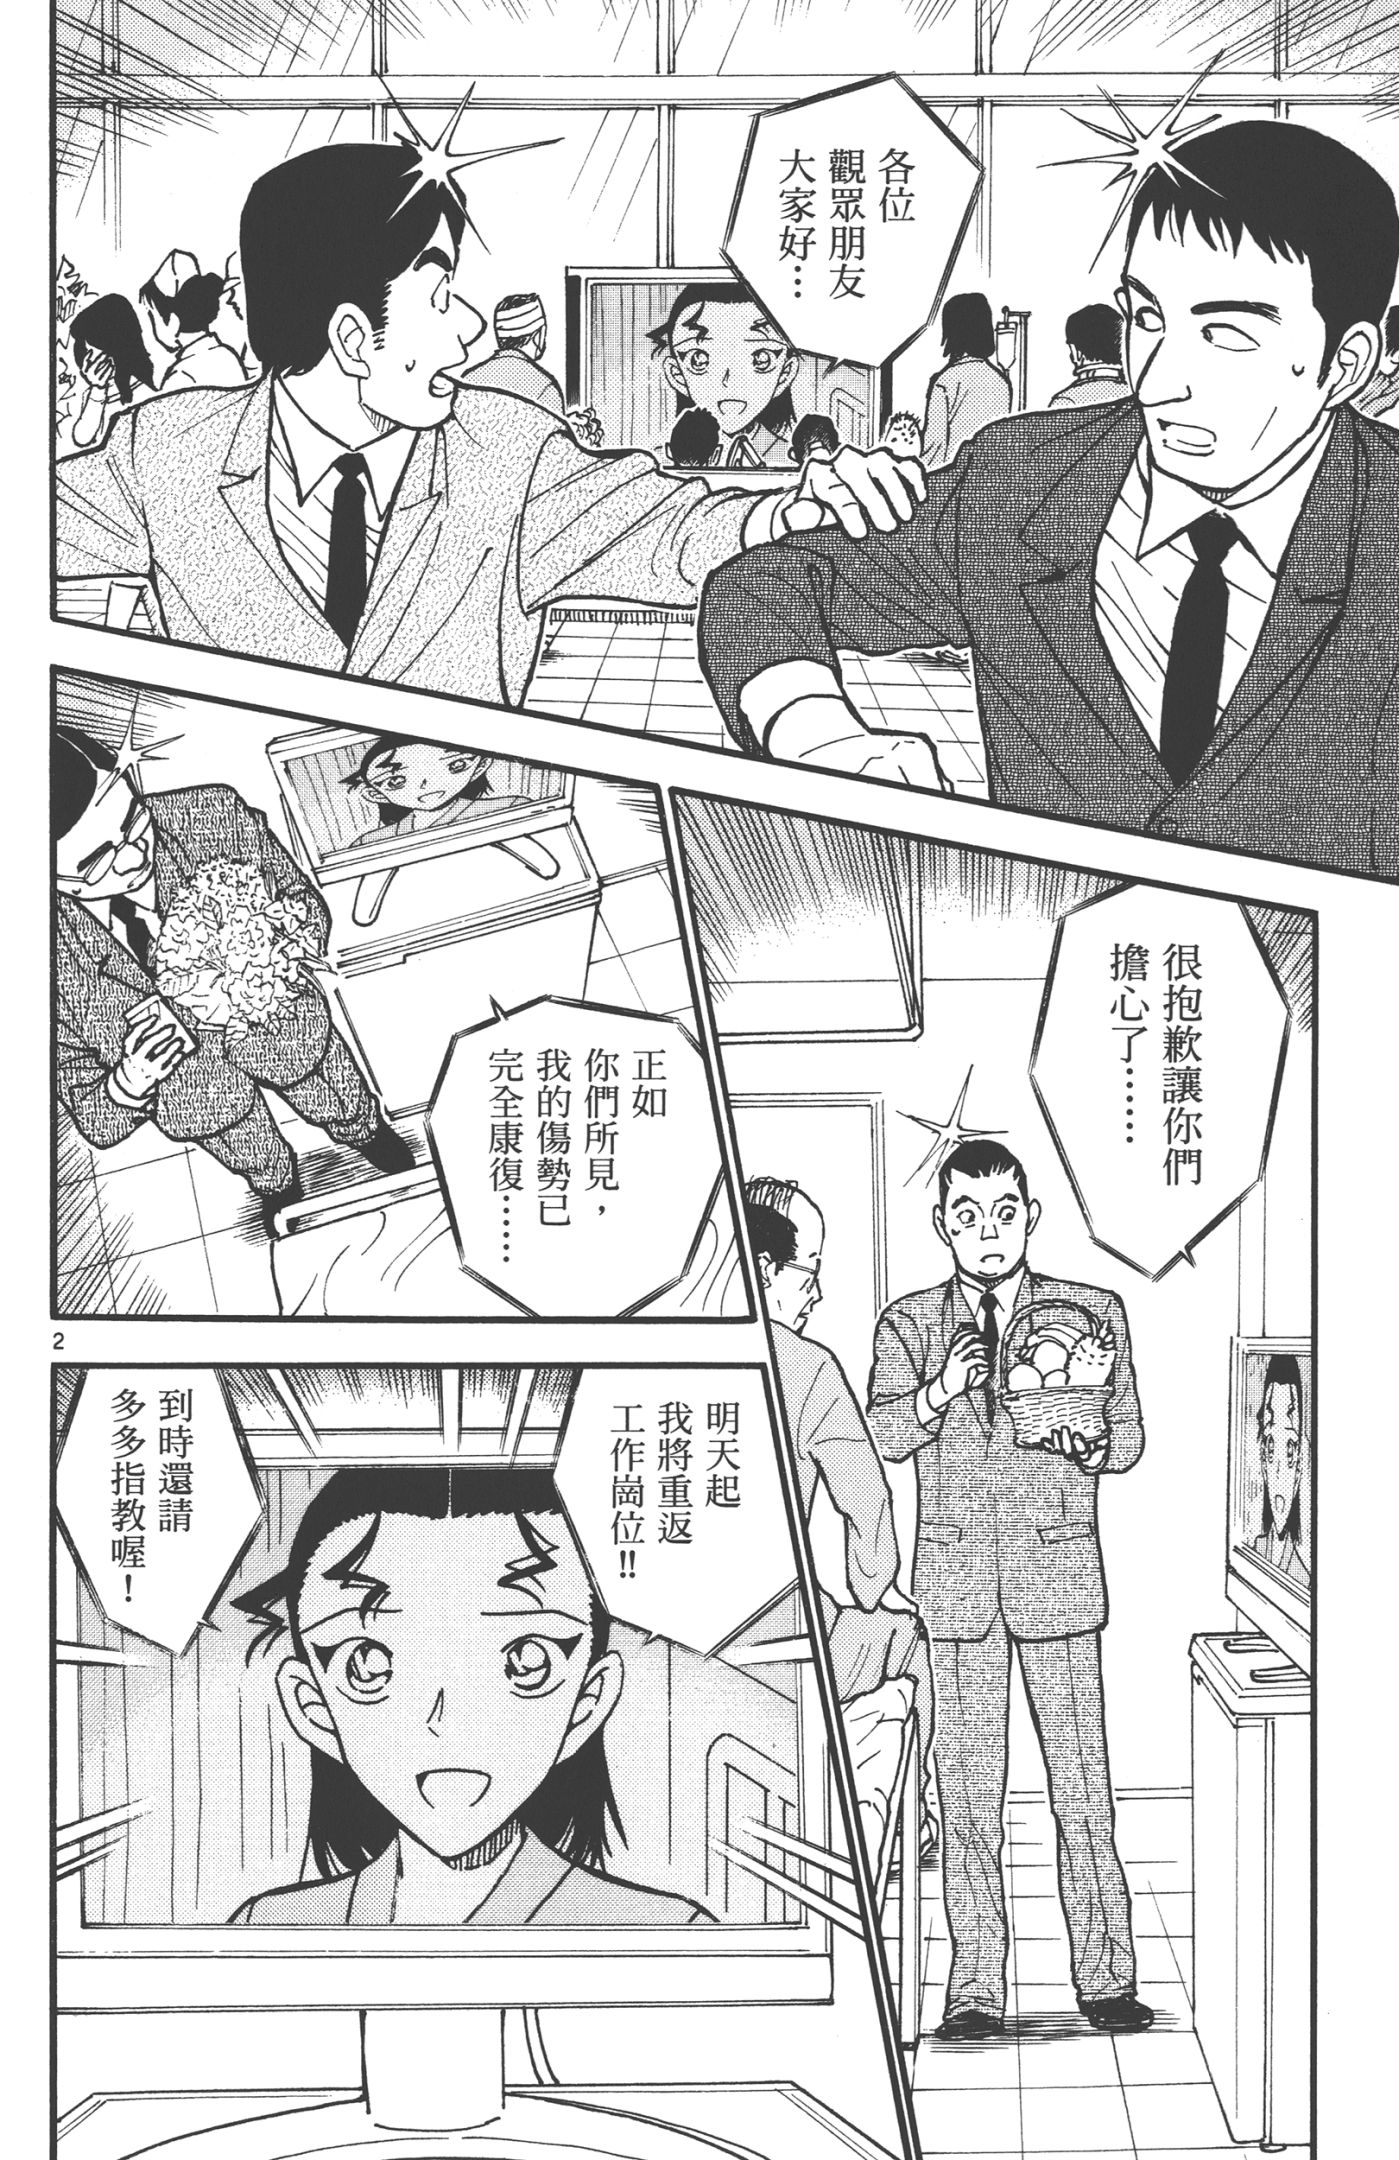 各位
觀眾朋友
大家好…
很抱歉讓你們
擔心了……
正如
你們所見，
我的傷勢已
完全康復……
明天起
我將重返
工作崗位!!
到時還請
多多指教喔！
2